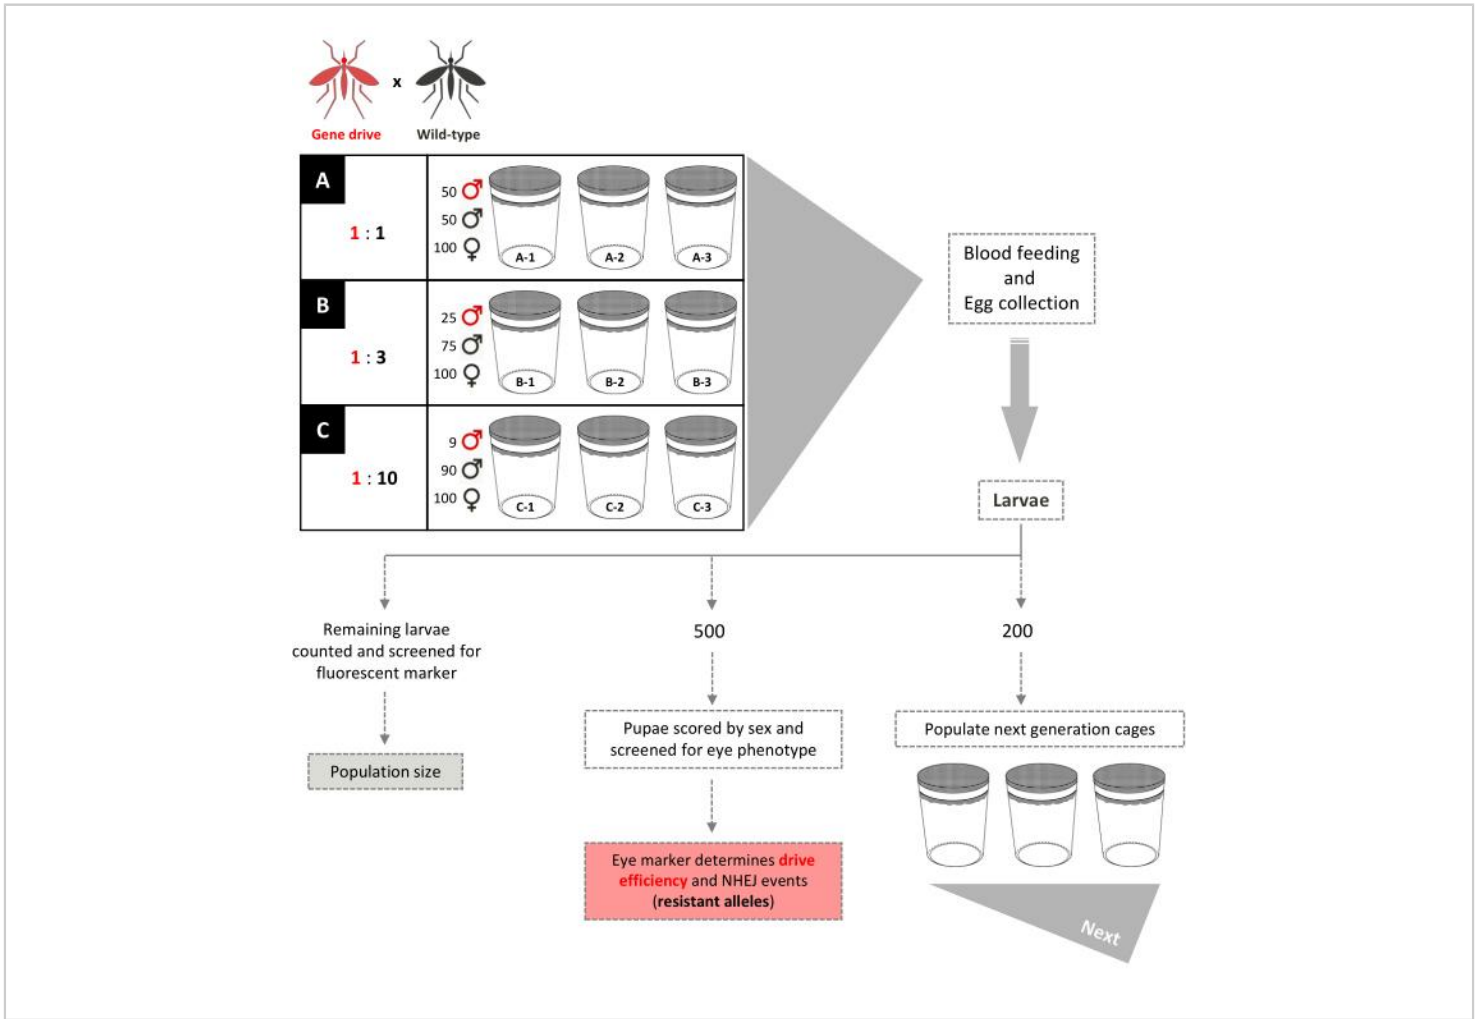 x
Gene drive
Wild-type
A
1 : 1
50 ♂
50 ♂
100 ♀
A-1
A-2
A-3
B
1 : 3
25 ♂
75 ♂
100 ♀
B-1
B-2
B-3
C
1 : 10
9 ♂
90 ♂
100 ♀
C-1
C-2
C-3
Blood feeding
and
Egg collection
Larvae
Remaining larvae
counted and screened for
fluorescent marker
Population size
500
Pupae scored by sex and
screened for eye phenotype
Eye marker determines drive
efficiency and NHEJ events
(resistant alleles)
200
Populate next generation cages
Next